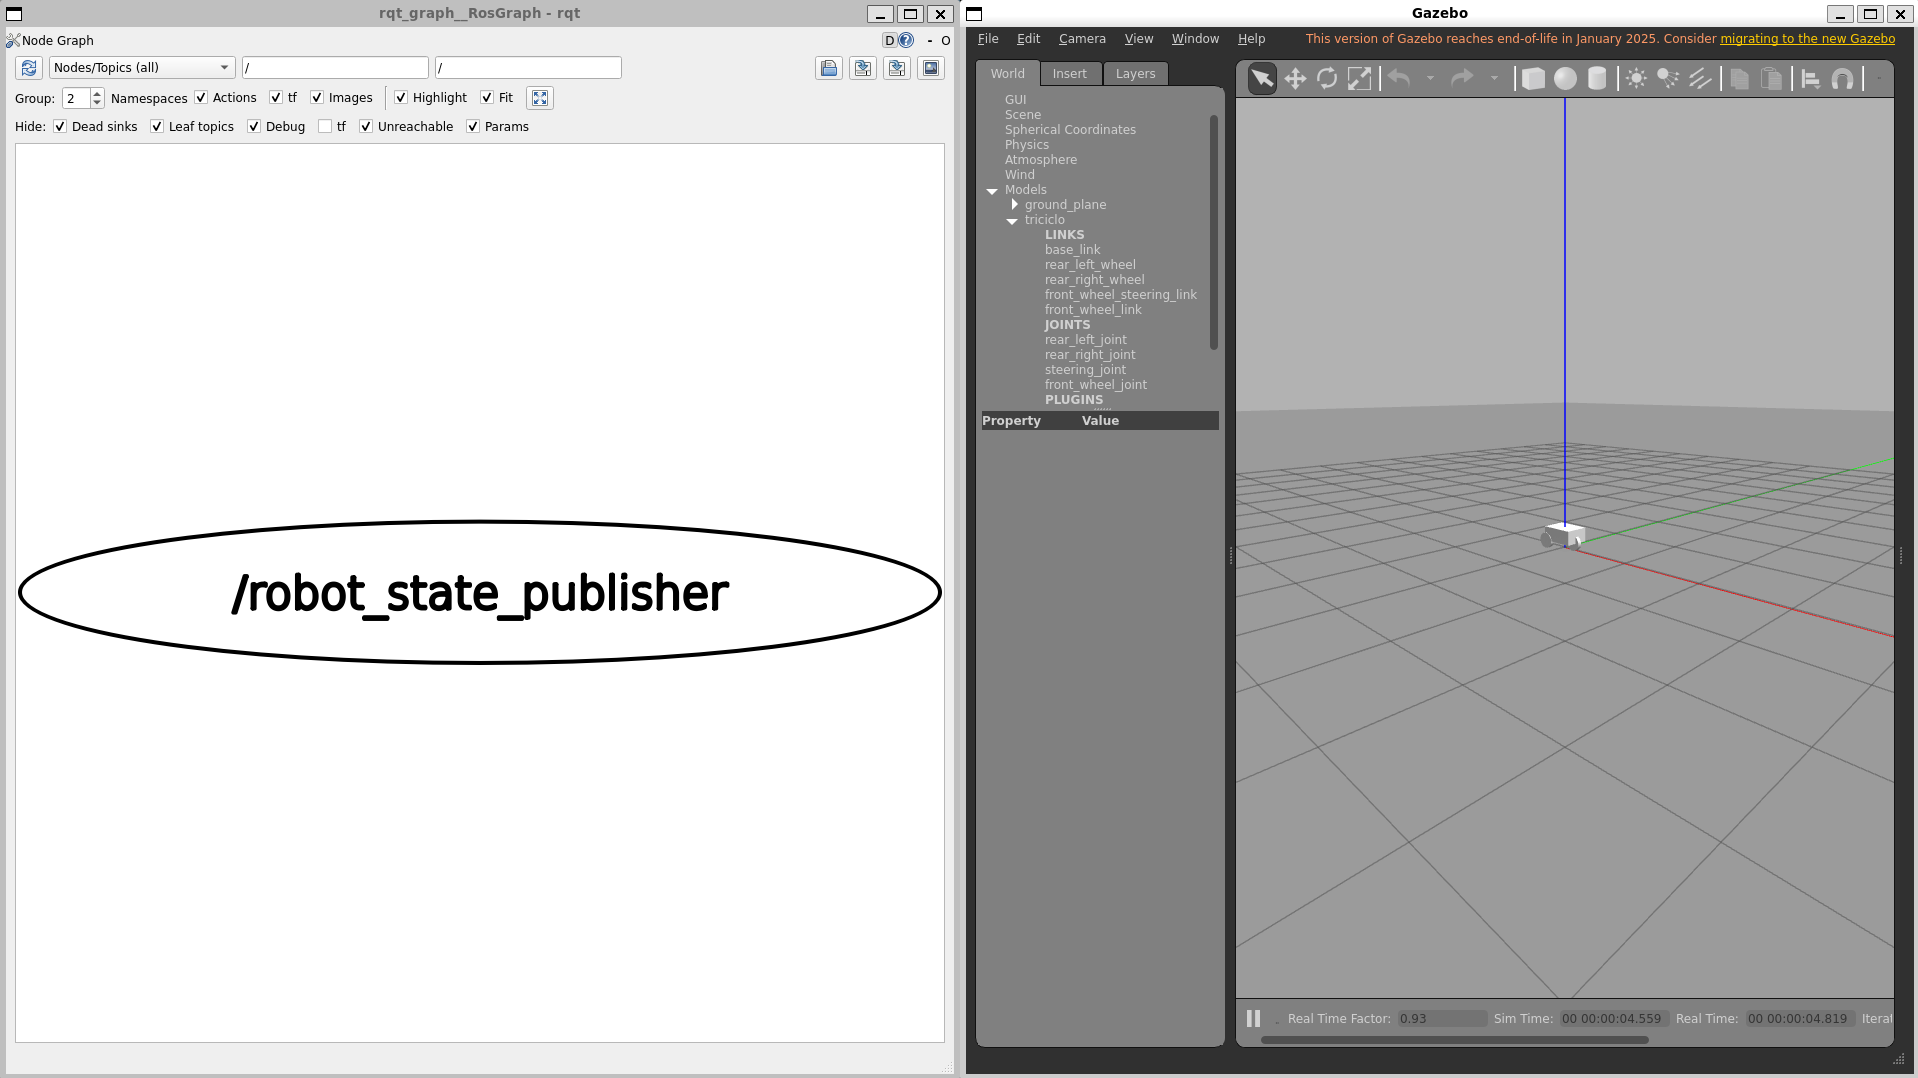 rqt_graph__RosGraph - rqt
Node Graph
D
- O
Nodes/Topics (all)
/
/
Group: 2 Namespaces Actions tf Images Highlight Fit
Hide: Dead sinks Leaf topics Debug tf Unreachable Params
/robot_state_publisher
Gazebo
File Edit Camera View Window Help This version of Gazebo reaches end-of-life in January 2025. Consider migrating to the new Gazebo
World Insert Layers
GUI
Scene
Spherical Coordinates
Physics
Atmosphere
Wind
Models
ground_plane
triciclo
LINKS
base_link
rear_left_wheel
rear_right_wheel
front_wheel_steering_link
front_wheel_link
JOINTS
rear_left_joint
rear_right_joint
steering_joint
front_wheel_joint
PLUGINS
Property Value
Real Time Factor: 0.93 Sim Time: 00 00:00:04.559 Real Time: 00 00:00:04.819